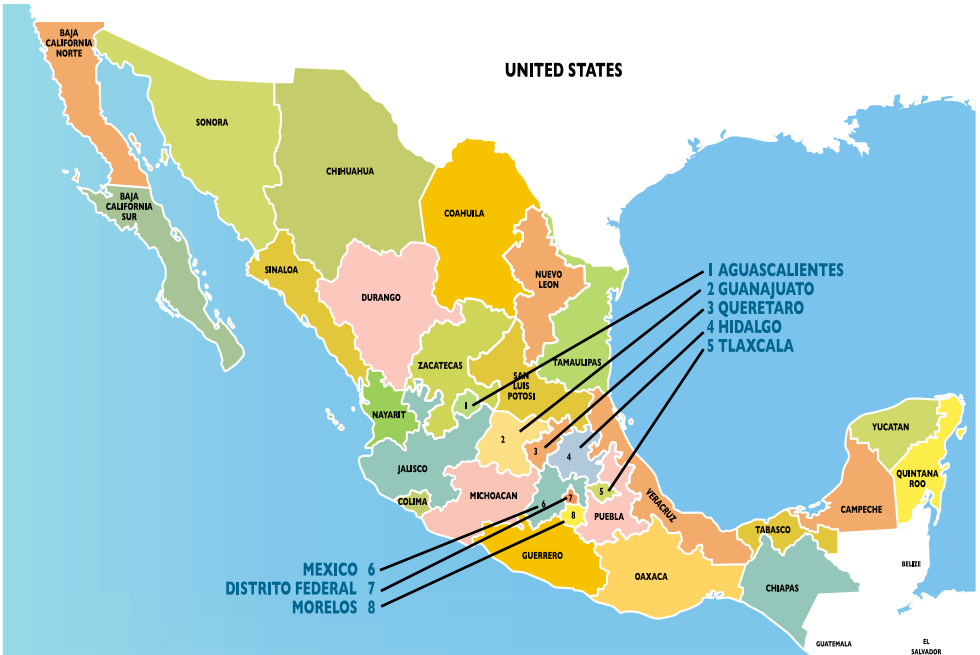 UNITED STATES
BAJA
CALIFORNIA
NORTE
SONORA
CHIHUAHUA
BAJA
CALIFORNIA
SUR
COAHUILA
SINALOA
DURANGO
NUEVO
LEON
1 AGUASCALIENTES
2 GUANAJUATO
3 QUERETARO
4 HIDALGO
5 TLAXCALA
ZACATECAS
TAMAULIPAS
SAN
LUIS
POTOSI
NAYARIT
1
2
3
4
JALISCO
COLIMA
MICHOACAN
5
6
7
8
PUEBLA
VERACRUZ
YUCATAN
QUINTANA
ROO
CAMPECHE
TABASCO
GUERRERO
OAXACA
CHIAPAS
BELIZE
MEXICO 6
DISTRITO FEDERAL 7
MORELOS 8
GUATEMALA
EL
SALVADOR